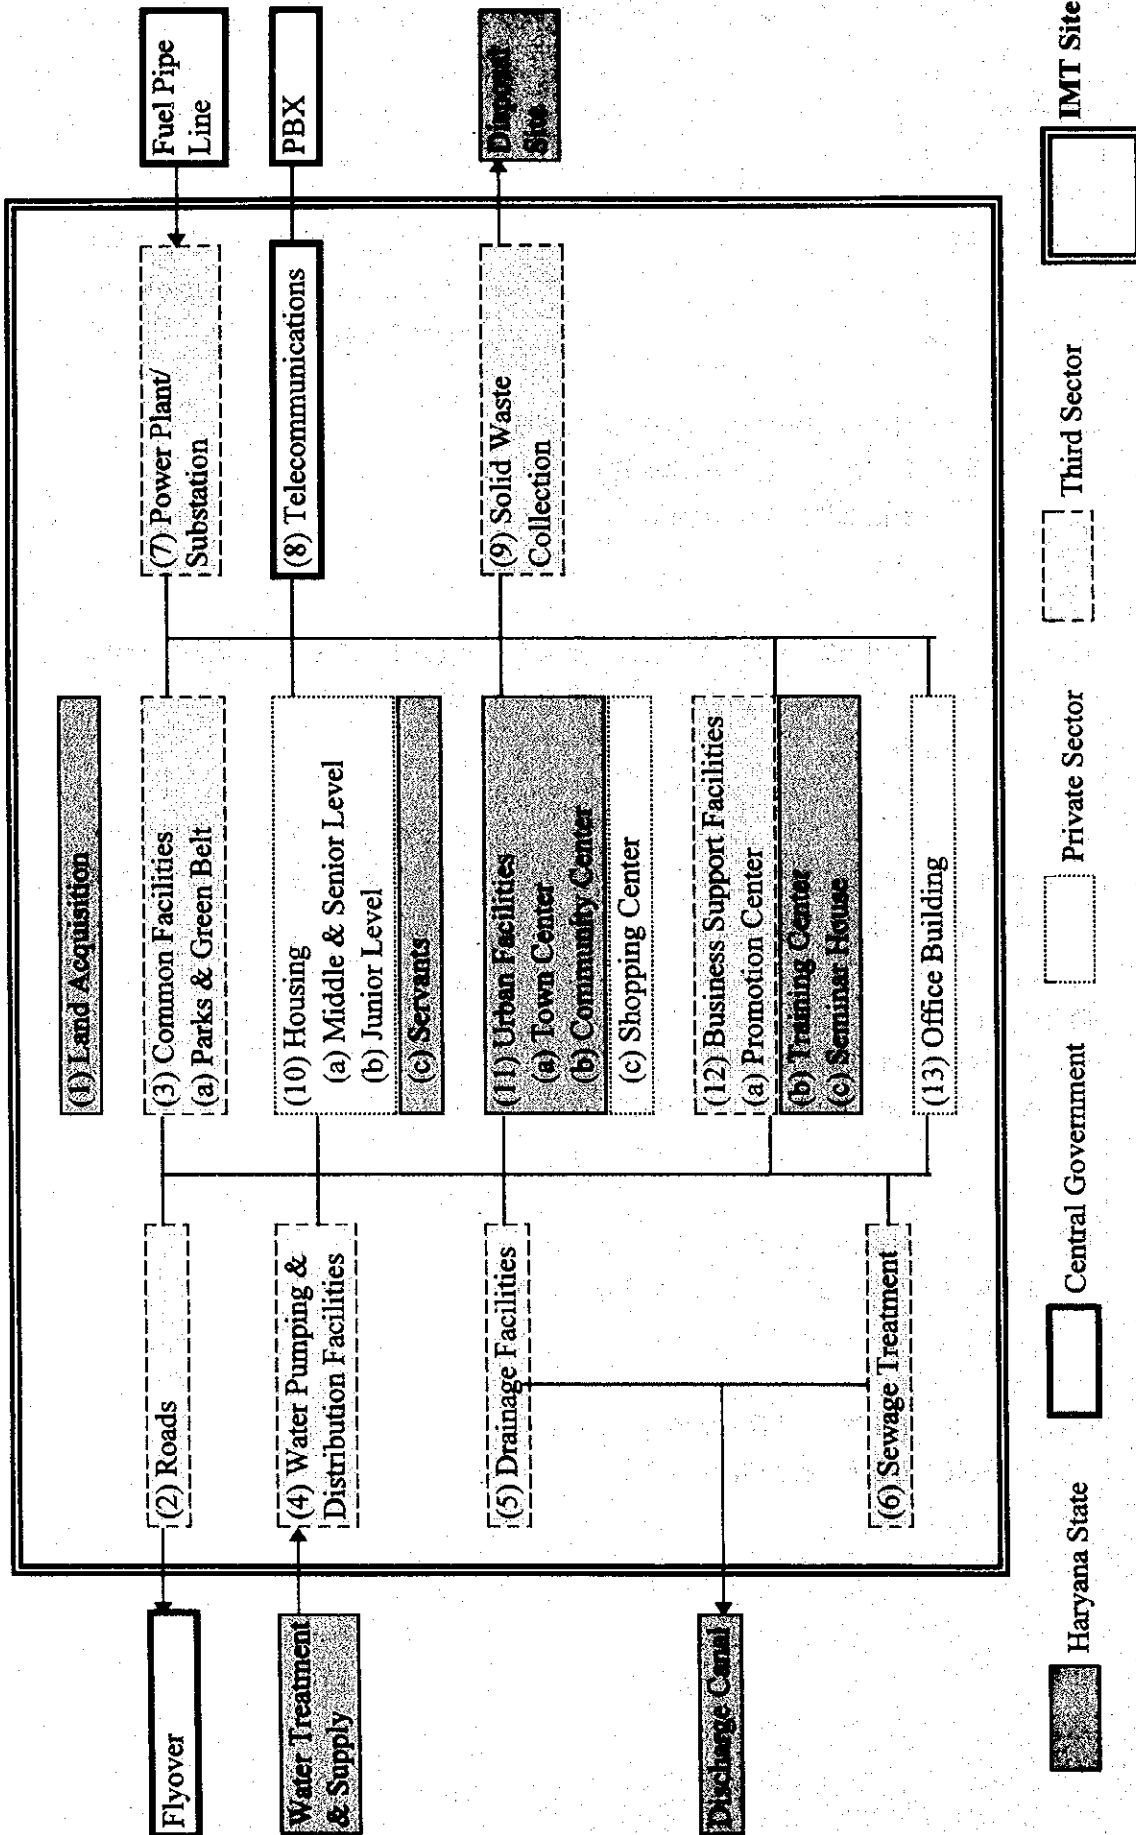 (1) Land Acquisition
Flyover
(2) Roads
(3) Common Facilities
(a) Parks & Green Belt
(7) Power Plant/
Substation
Fuel Pipe
Line
Water Treatment
& Supply
(4) Water Pumping &
Distribution Facilities
(10) Housing
(a) Middle & Senior Level
(b) Junior Level
(c) Servants
(8) Telecommunications
PBX
(5) Drainage Facilities
(11) Urban Facilities
(a) Town Center
(b) Community Center
(c) Shopping Center
(9) Solid Waste
Collection
Disposal
Site
Discharge Canal
(12) Business Support Facilities
(a) Promotion Center
(b) Training Center
(c) Seminar House
(6) Sewage Treatment
(13) Office Building
Haryana State
Central Government
Private Sector
Third Sector
IMT Site